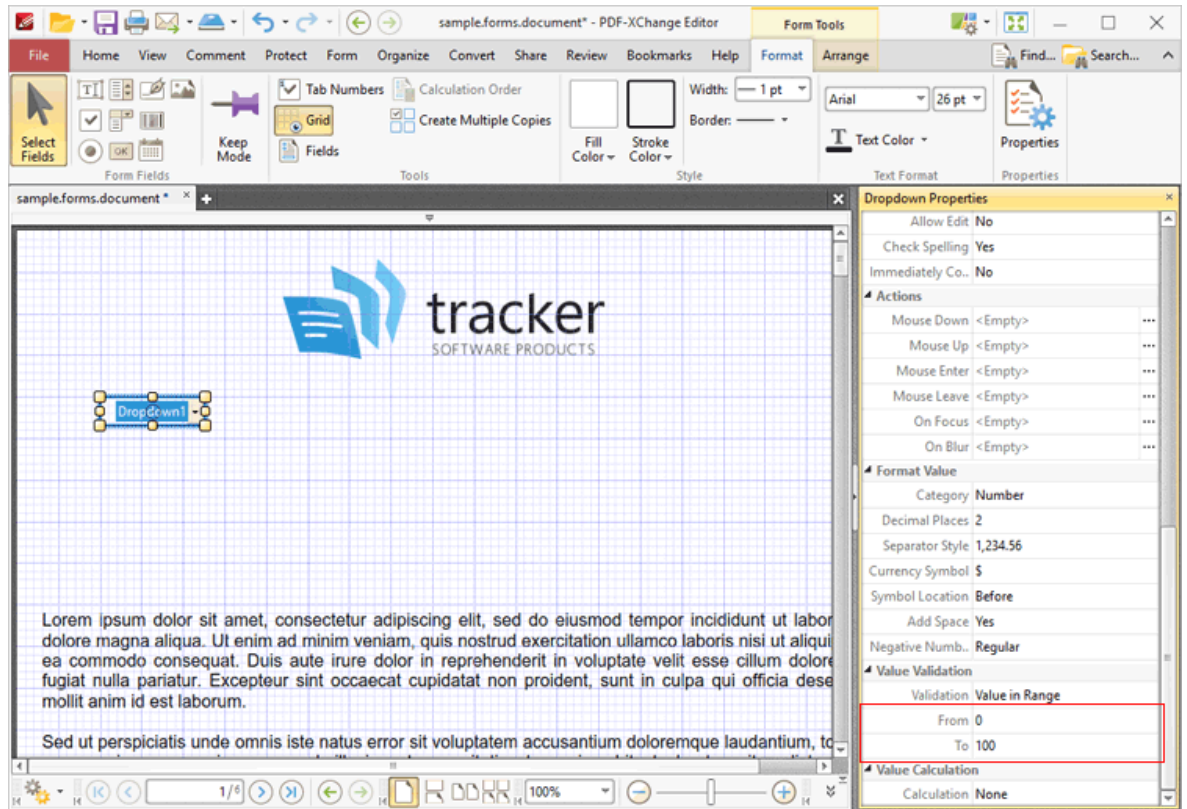 sample.forms.document* - PDF-XChange Editor
Form Tools
File Home View Comment Protect Form Organize Convert Share Review Bookmarks Help Format Arrange Find... Search...
Select Fields
OK
Keep Mode
Form Fields
Tab Numbers
Grid
Fields
Calculation Order
Create Multiple Copies
Tools
Fill Color
Stroke Color
Width: 1 pt
Border:
Style
Arial 26 pt
T Text Color
Text Format
Properties
Properties
sample.forms.document *
tracker
SOFTWARE PRODUCTS
Dropdown1
Lorem ipsum dolor sit amet, consectetur adipiscing elit, sed do eiusmod tempor incididunt ut labor
dolore magna aliqua. Ut enim ad minim veniam, quis nostrud exercitation ullamco laboris nisi ut aliqui
ea commodo consequat. Duis aute irure dolor in reprehenderit in voluptate velit esse cillum dolore
fugiat nulla pariatur. Excepteur sint occaecat cupidatat non proident, sunt in culpa qui officia dese
mollit anim id est laborum.
Sed ut perspiciatis unde omnis iste natus error sit voluptatem accusantium doloremque laudantium, to
Dropdown Properties
Allow Edit No
Check Spelling Yes
Immediately Co.. No
Actions
Mouse Down <Empty> ...
Mouse Up <Empty> ...
Mouse Enter <Empty> ...
Mouse Leave <Empty> ...
On Focus <Empty> ...
On Blur <Empty> ...
Format Value
Category Number
Decimal Places 2
Separator Style 1,234.56
Currency Symbol $
Symbol Location Before
Add Space Yes
Negative Numb.. Regular
Value Validation
Validation Value in Range
From 0
To 100
Value Calculation
Calculation None
1/6
100%